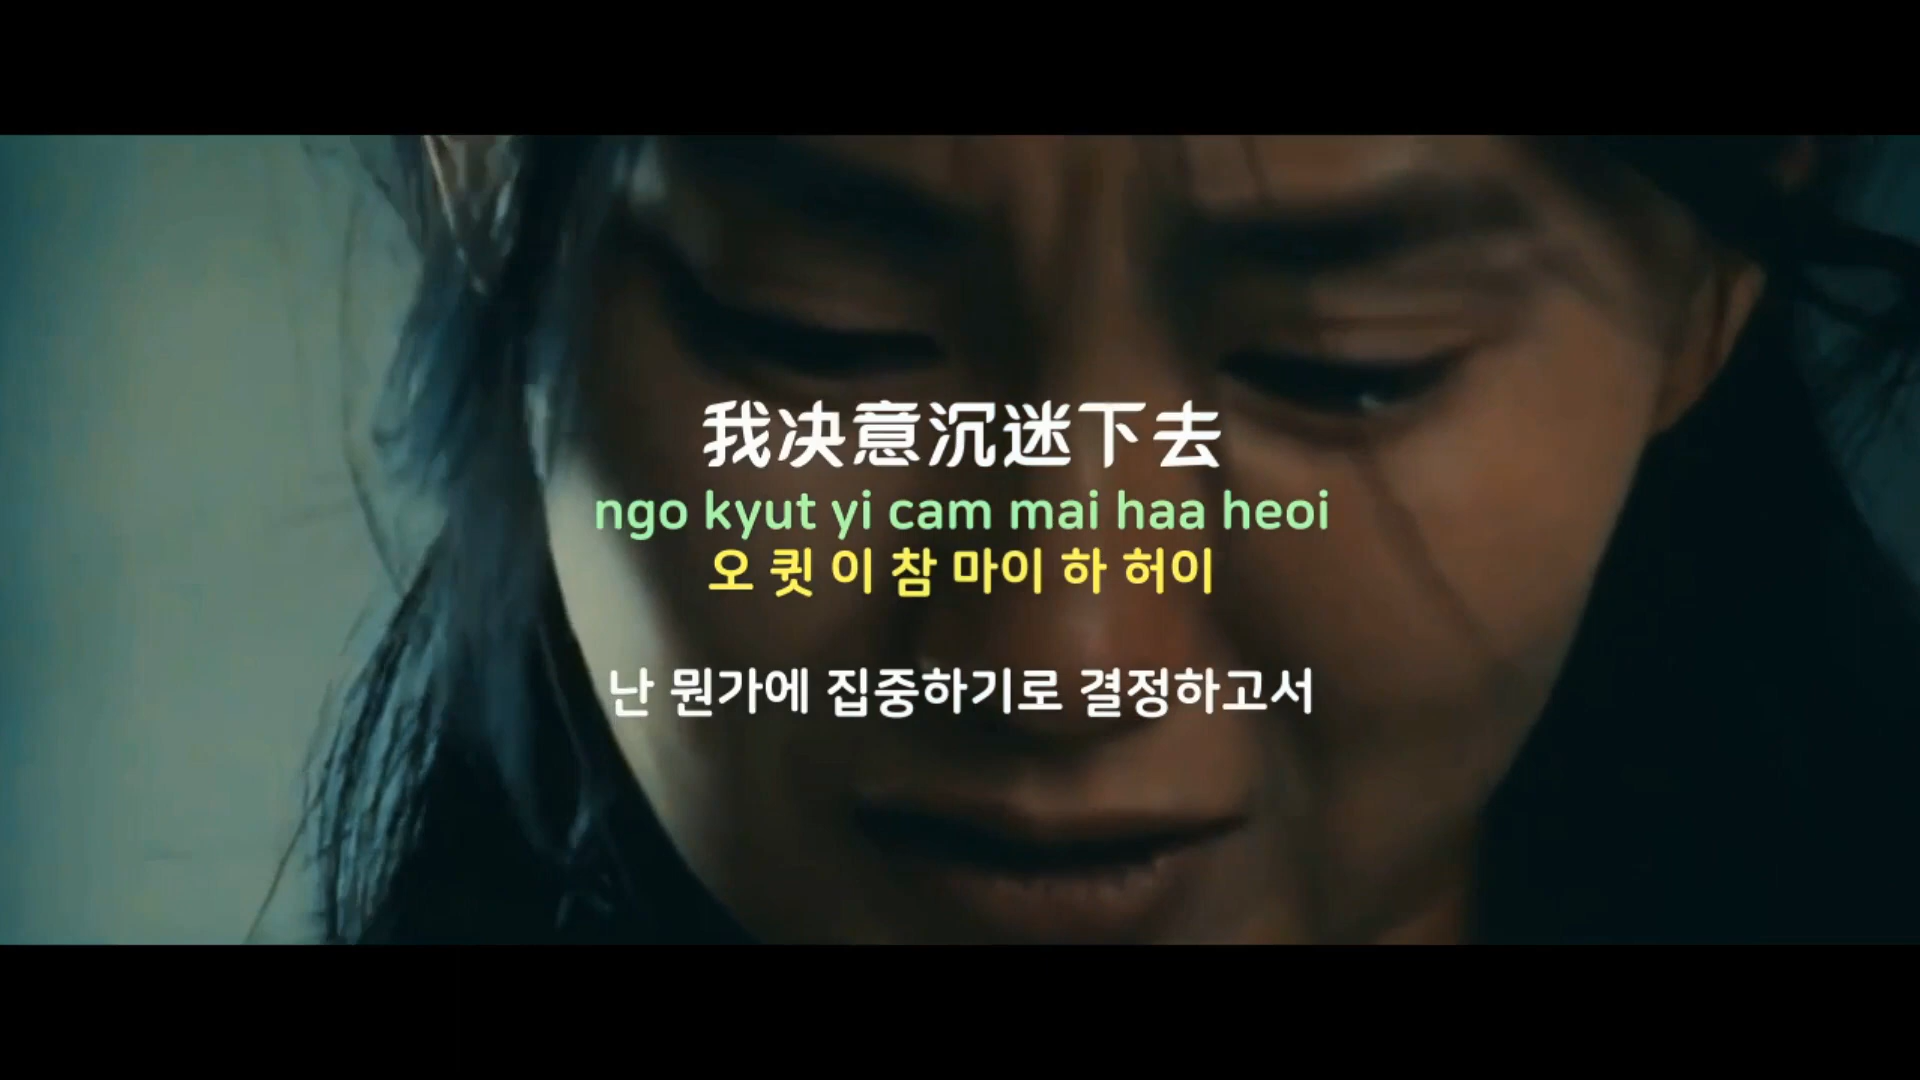 我决意沉迷下去
ngo kyut yi cam mai haa heoi
오 큇 이 참 마이 하 허이
난 뭔가에 집중하기로 결정하고서